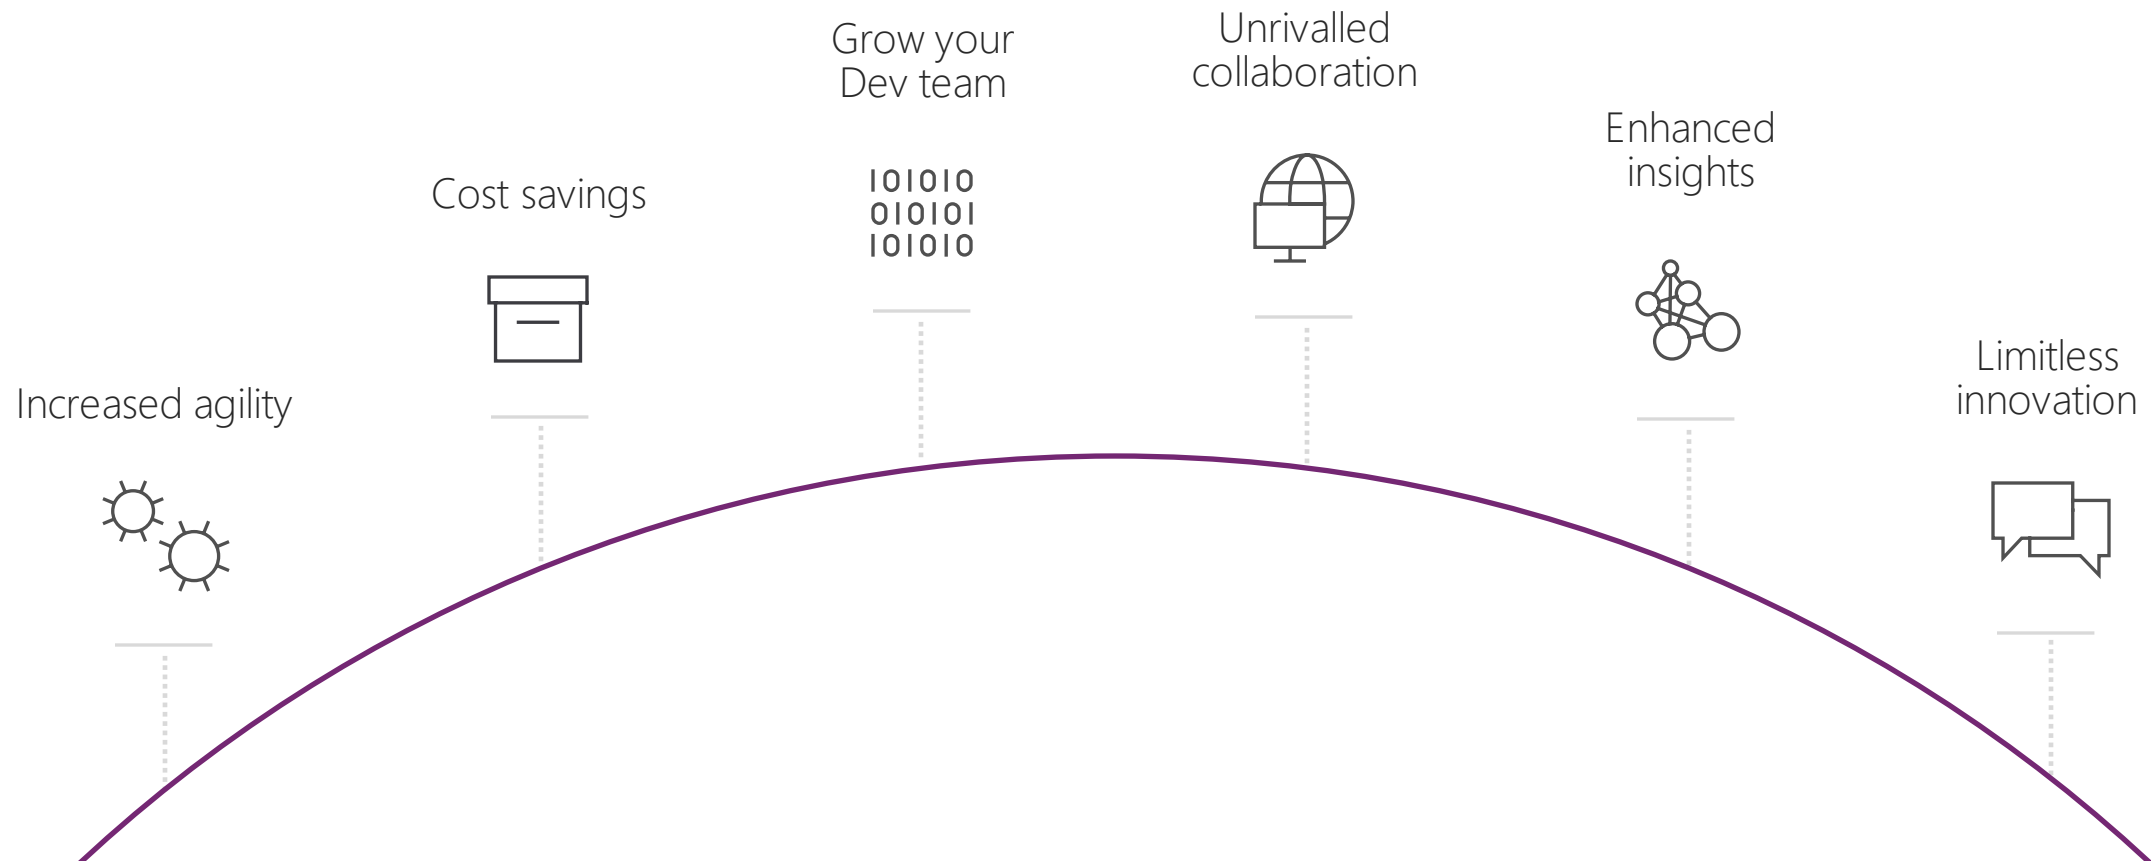 Increased agility
Cost savings
Grow your
Dev team
101010
010101
101010
Unrivalled
collaboration
Enhanced
insights
Limitless
innovation